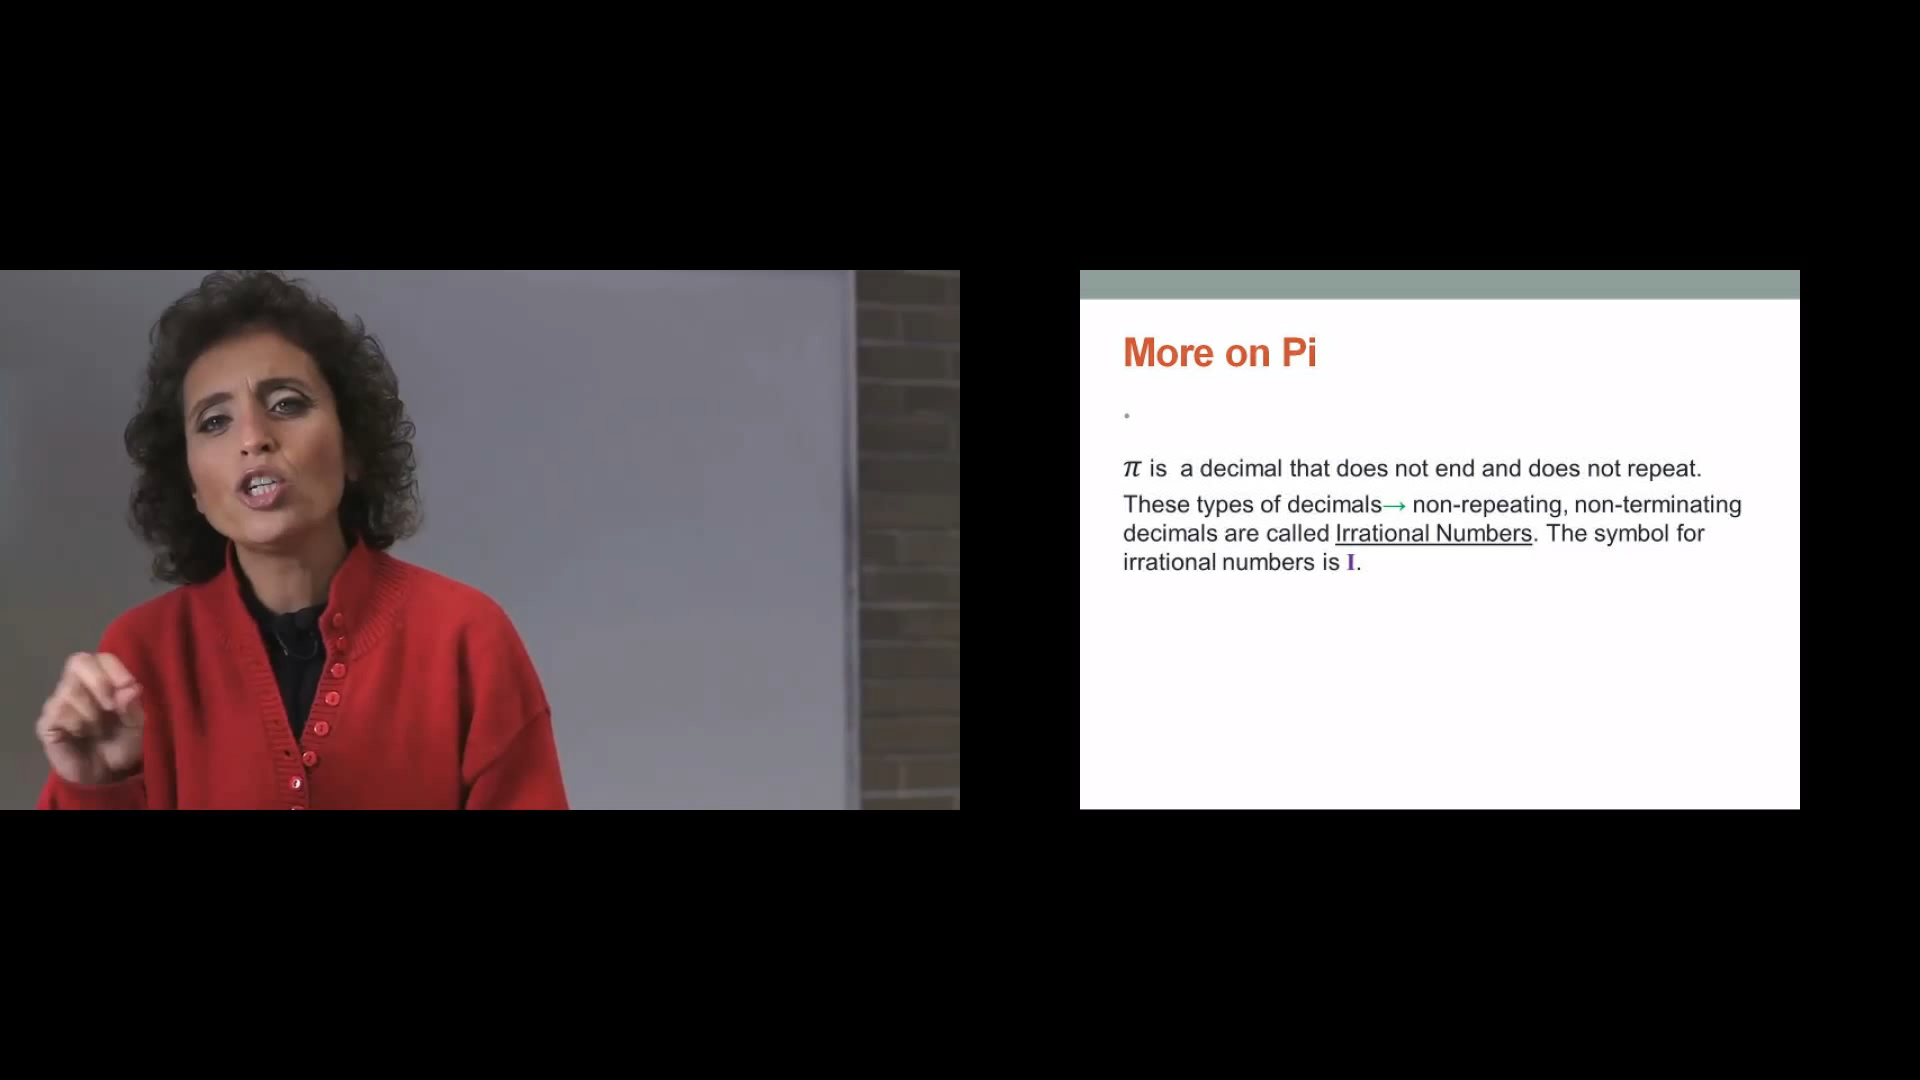 More on Pi
•
π is a decimal that does not end and does not repeat.
These types of decimals→ non-repeating, non-terminating
decimals are called Irrational Numbers. The symbol for
irrational numbers is I.